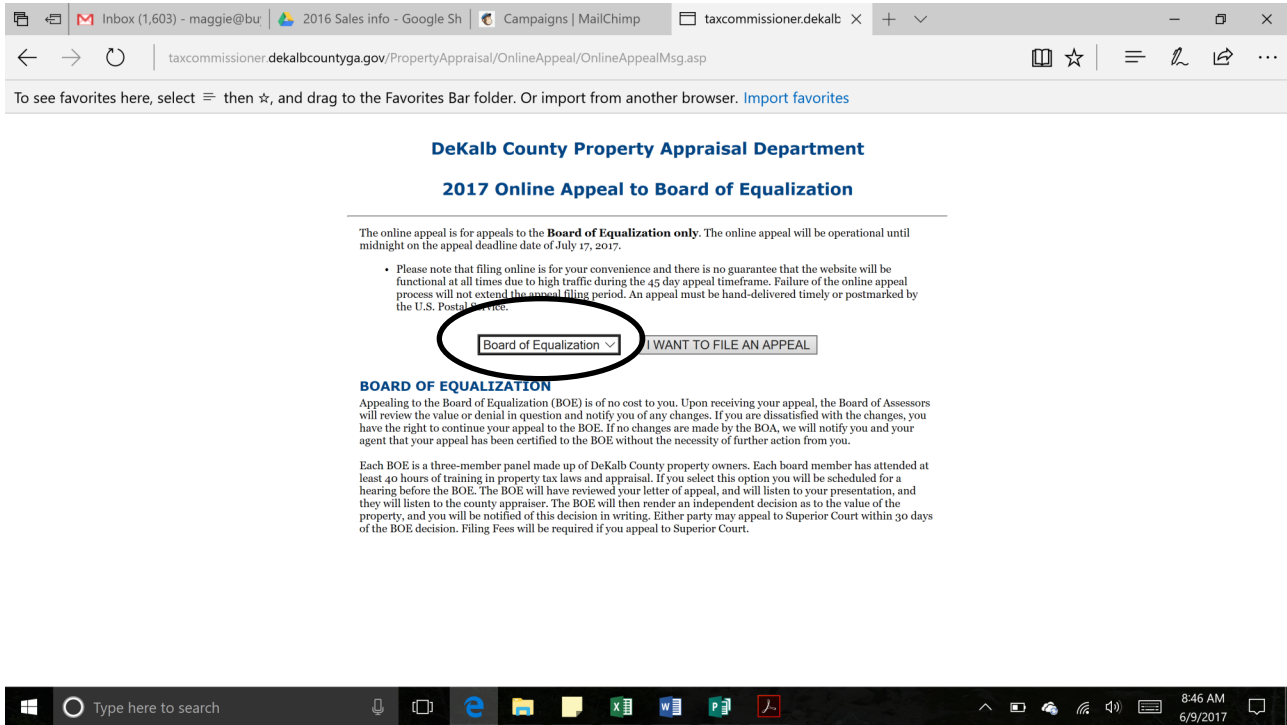 Inbox (1,603) - maggie@bu
2016 Sales info - Google Sh
Campaigns | MailChimp
taxcommissioner.dekalb
taxcommissioner.dekalbcountyga.gov/PropertyAppraisal/OnlineAppeal/OnlineAppealMsg.asp
To see favorites here, select ≡ then ☆, and drag to the Favorites Bar folder. Or import from another browser. Import favorites
DeKalb County Property Appraisal Department
2017 Online Appeal to Board of Equalization
The online appeal is for appeals to the Board of Equalization only. The online appeal will be operational until
midnight on the appeal deadline date of July 17, 2017.
• Please note that filing online is for your convenience and there is no guarantee that the website will be
functional at all times due to high traffic during the 45 day appeal timeframe. Failure of the online appeal
process will not extend the appeal filing period. An appeal must be hand-delivered timely or postmarked by
the U.S. Postal Service.
Board of Equalization
I WANT TO FILE AN APPEAL
BOARD OF EQUALIZATION
Appealing to the Board of Equalization (BOE) is of no cost to you. Upon receiving your appeal, the Board of Assessors
will review the value or denial in question and notify you of any changes. If you are dissatisfied with the changes, you
have the right to continue your appeal to the BOE. If no changes are made by the BOA, we will notify you and your
agent that your appeal has been certified to the BOE without the necessity of further action from you.
Each BOE is a three-member panel made up of DeKalb County property owners. Each board member has attended at
least 40 hours of training in property tax laws and appraisal. If you select this option you will be scheduled for a
hearing before the BOE. The BOE will have reviewed your letter of appeal, and will listen to your presentation, and
they will listen to the county appraiser. The BOE will then render an independent decision as to the value of the
property, and you will be notified of this decision in writing. Either party may appeal to Superior Court within 30 days
of the BOE decision. Filing Fees will be required if you appeal to Superior Court.
Type here to search
8:46 AM
6/9/2017